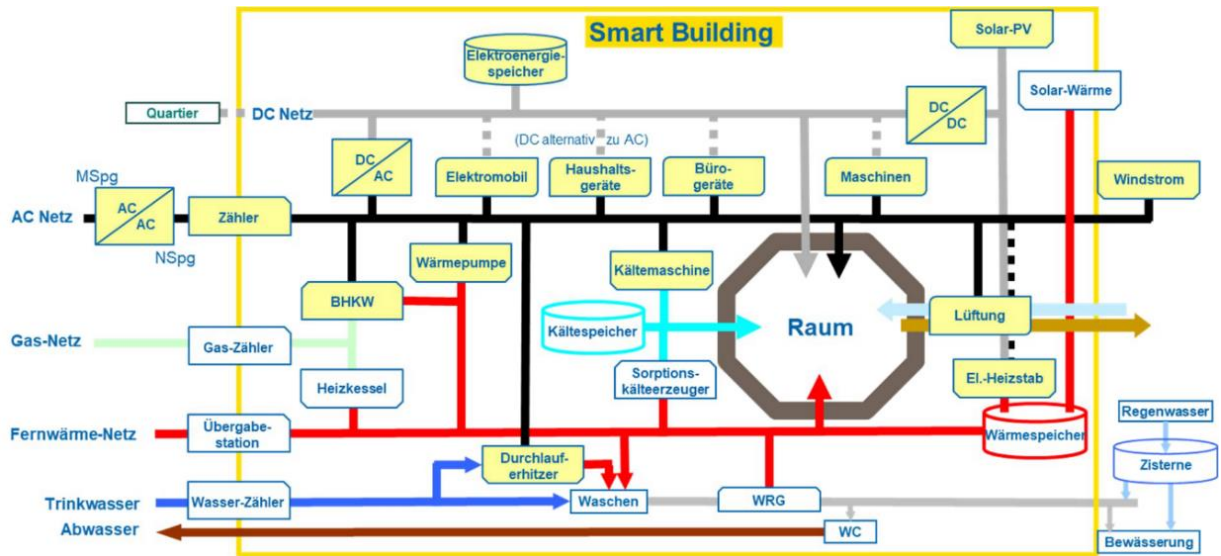 Smart Building
Solar-PV
Elektroenergie-
speicher
Solar-Wärme
Quartier
DC Netz
DC
DC
(DC alternativ zu AC)
DC
AC
Elektromobil
Haushalts-
geräte
Büro-
geräte
Maschinen
Windstrom
MSpg
AC Netz
AC
AC
Zähler
NSpg
Wärmepumpe
Kältemaschine
BHKW
Lüftung
Raum
Kältespeicher
Gas-Netz
Gas-Zähler
Heizkessel
Sorptions-
kälteerzeuger
El.-Heizstab
Regenwasser
Fernwärme-Netz
Übergabe-
station
Wärmespeicher
Durchlauf-
erhitzer
Zisterne
Trinkwasser
Wasser-Zähler
Waschen
WRG
Abwasser
WC
Bewässerung